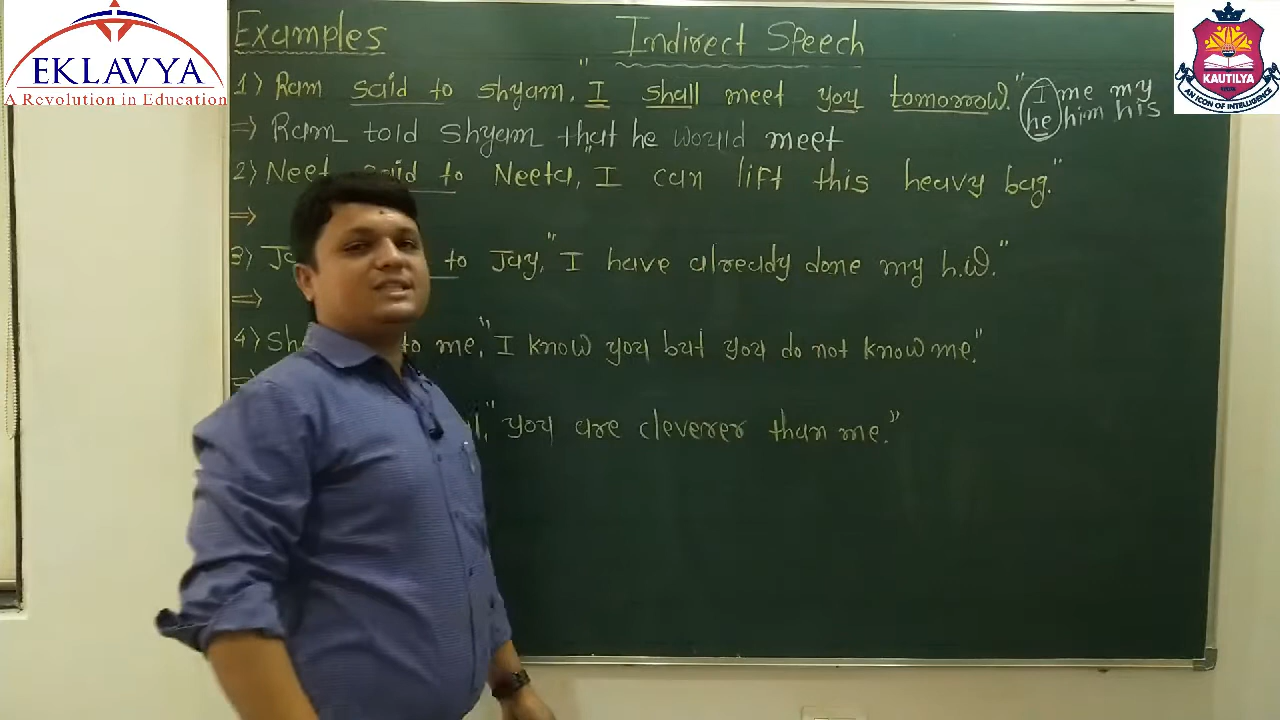 EKLAVYA
A Revolution in Education
KAUTILYA
AN ICON OF INTELLIGENCE
Examples
Indirect Speech
1) Ram said to Shyam, "I shall meet you tomorrow."
I me my
he him his
⇒ Ram told Shyam that he would meet
2) Neet said to Neeta, "I can lift this heavy bag."
⇒
3) to Jay, "I have already done my h.w."
⇒
4) to me, "I know you but you do not know me."
"you are cleverer than me."